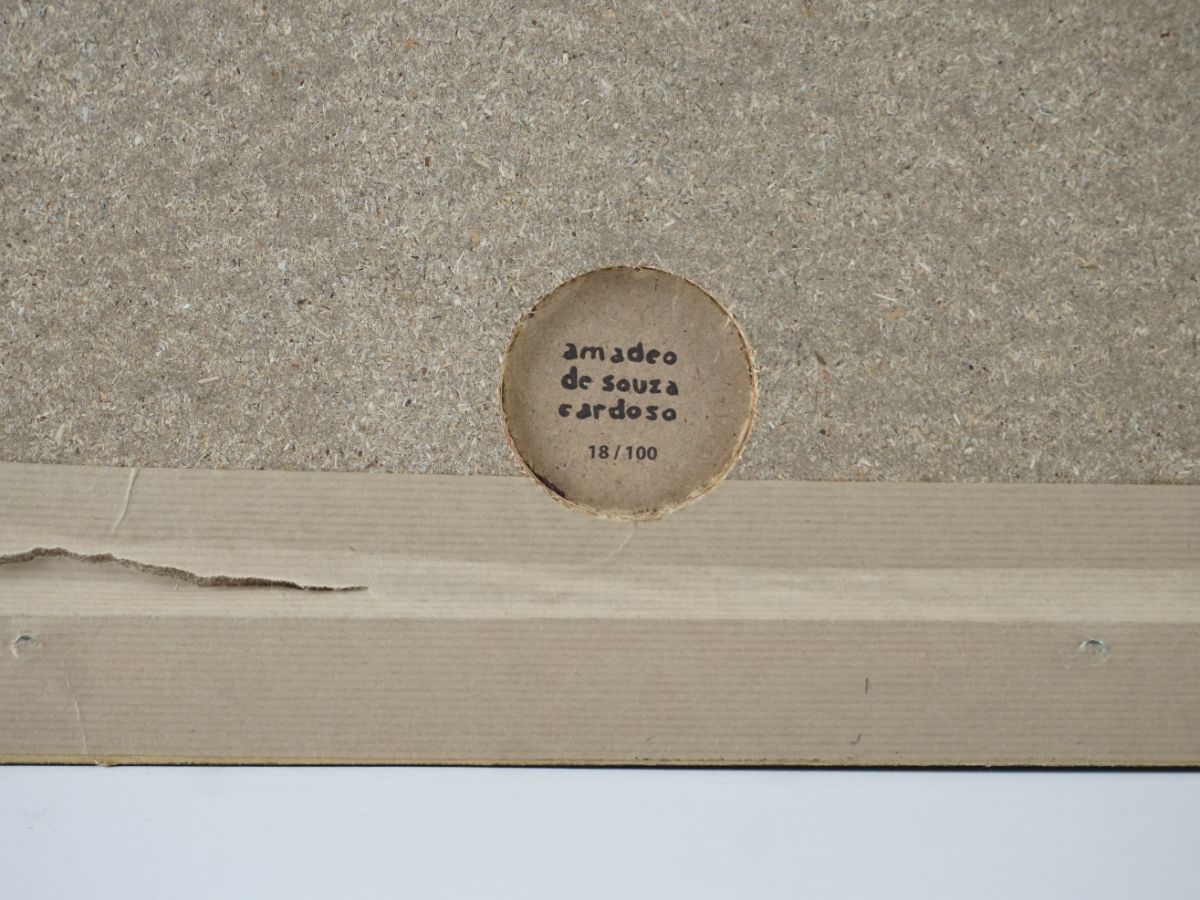 amadeo
de souza
cardoso
18 / 100